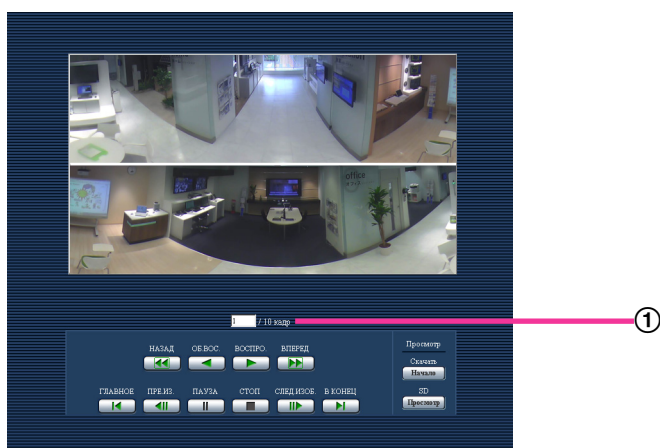 office
1 / 10 кадр
①
НАЗАД ОБ.ВОС. ВОСПРО. ВПЕРЕД
ГЛАВНОЕ ПРЕ.ИЗ. ПАУЗА СТОП СЛЕД.ИЗОБ. В КОНЕЦ
Просмотр
Скачать
Начало
SD
Просмотр